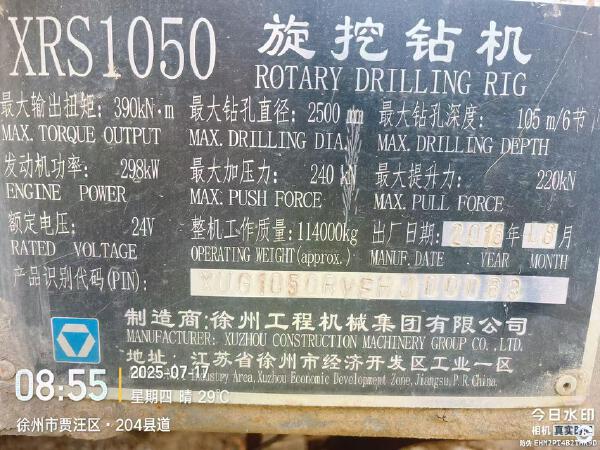 XRS1050 旋挖钻机
ROTARY DRILLING RIG
最大输出扭矩: 390kN·m 最大钻孔直径: 2500 最大钻孔深度: 105 m/6节
MAX. TORQUE OUTPUT MAX. DRILLING DIA. MAX. DRILLING DEPTH
发动机功率: 298kW 最大加压力: 240 kN 最大提升力: 220kN
ENGINE POWER MAX. PUSH FORCE MAX. PULL FORCE
额定电压: 24V 整机工作质量: 114000kg 出厂日期: 年 月
RATED VOLTAGE OPERATING WEIGHT(approx.) MANUF. DATE YEAR MONTH
产品识别代码(PIN):
制造商: 徐州工程机械集团有限公司
MANUFACTURER: XUZHOU CONSTRUCTION MACHINERY GROUP CO., LTD.
地址: 江苏省徐州市经济开发区工业一区
Industry Area, Xuzhou Economic Development Zone, Jiangsu, P.R.China.
08:55 2025-07-17
星期四 晴 29℃
徐州市贾汪区·204县道
今日水印
相机 真实
防伪